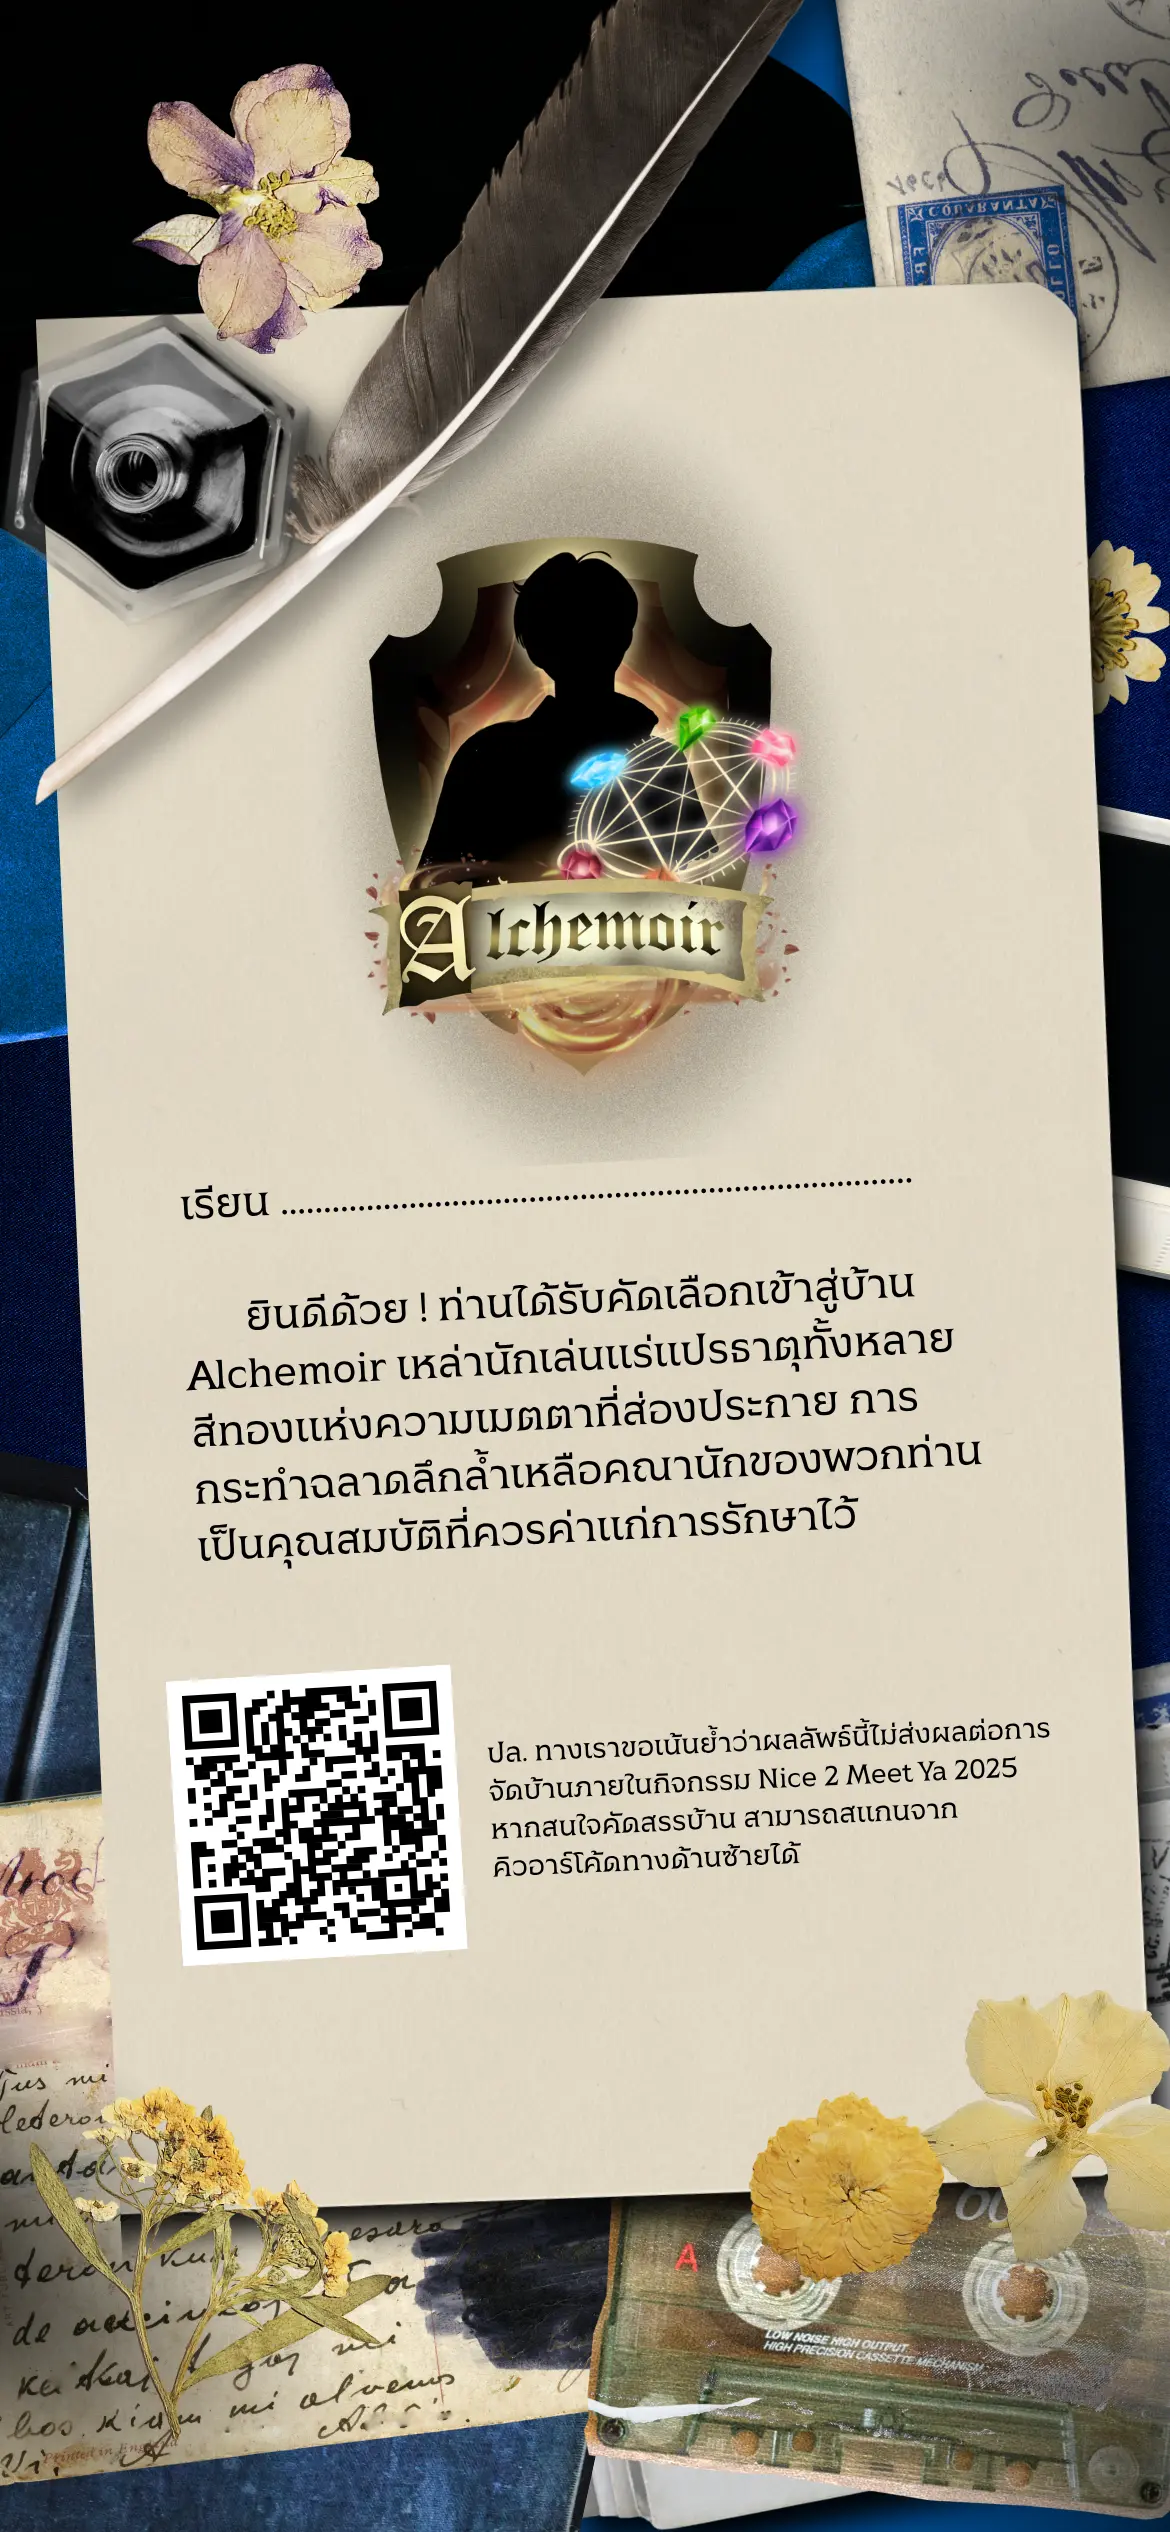 COUARANTA
Alchemoir
เรียน ........................................................................
ยินดีด้วย ! ท่านได้รับคัดเลือกเข้าสู่บ้าน
Alchemoir เหล่านักเล่นแร่แปรธาตุทั้งหลาย
สีทองแห่งความเมตตาที่ส่องประกาย การ
กระทำฉลาดลึกล้ำเหลือคณานักของพวกท่าน
เป็นคุณสมบัติที่ควรค่าแก่การรักษาไว้
ปล. ทางเราขอเน้นย้ำว่าผลลัพธ์นี้ไม่ส่งผลต่อการ
จัดบ้านภายในกิจกรรม Nice 2 Meet Ya 2025
หากสนใจคัดสรรบ้าน สามารถสแกนจาก
คิวอาร์โค้ดทางด้านซ้ายได้
mi
de
mi
A
LOW NOISE HIGH OUTPUT
HIGH PRECISION CASSETTE MECHANISM
Printed in England